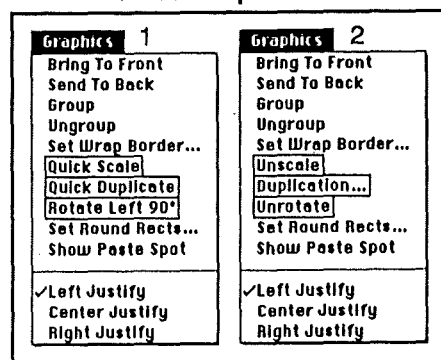 Graphics 1
Bring To Front
Send To Back
Group
Ungroup
Set Wrap Border...
Quick Scale
Quick Duplicate
Rotate Left 90°
Set Round Rects...
Show Paste Spot
✓Left Justify
Center Justify
Right Justify
Graphics 2
Bring To Front
Send To Back
Group
Ungroup
Set Wrap Border...
Unscale
Duplication...
Unrotate
Set Round Rects...
Show Paste Spot
✓Left Justify
Center Justify
Right Justify